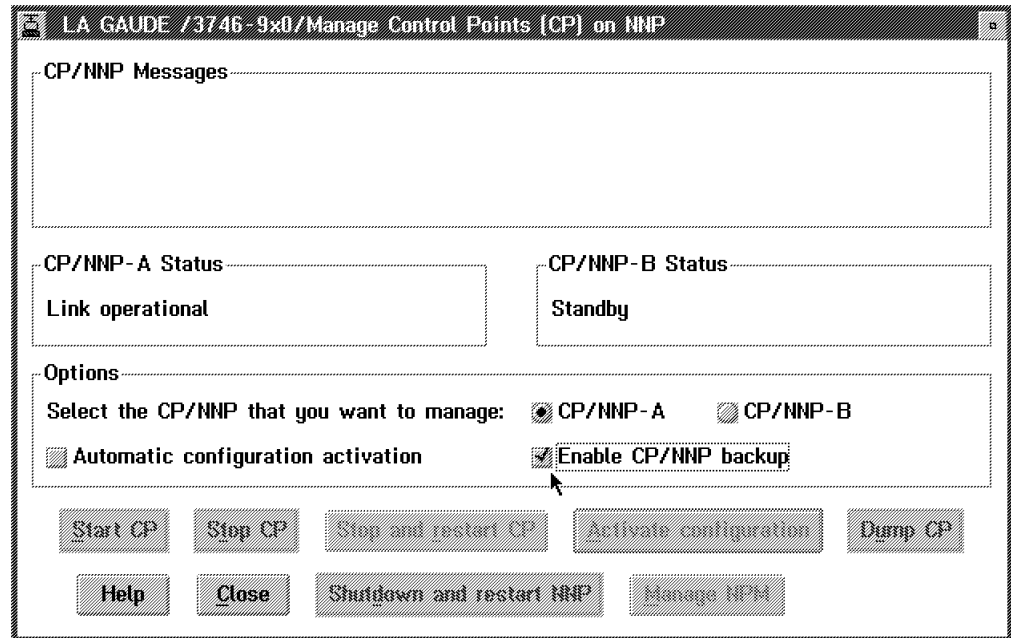 LA GAUDE /3746-9x0/Manage Control Points (CP) on NNP
CP/NNP Messages
CP/NNP-A Status
CP/NNP-B Status
Link operational
Standby
Options
Select the CP/NNP that you want to manage: CP/NNP-A CP/NNP-B
Automatic configuration activation Enable CP/NNP backup
Start CP Stop CP Stop and restart CP Activate configuration Dump CP
Help Close Shutdown and restart NNP Manage NPM